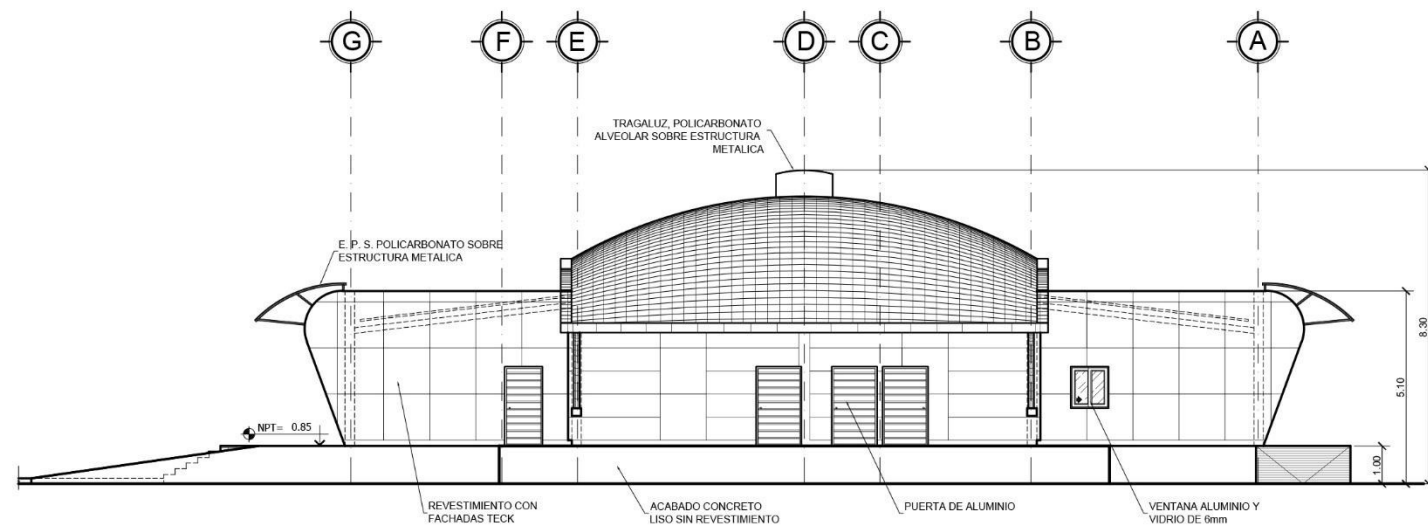 G F E D C B A
TRAGALUZ, POLICARBONATO
ALVEOLAR SOBRE ESTRUCTURA
METALICA
E. P. S. POLICARBONATO SOBRE
ESTRUCTURA METALICA
8.30
5.10
NPT= 0.85
1.00
REVESTIMIENTO CON
FACHADAS TECK
ACABADO CONCRETO
LISO SIN REVESTIMIENTO
PUERTA DE ALUMINIO
VENTANA ALUMINIO Y
VIDRIO DE 6mm